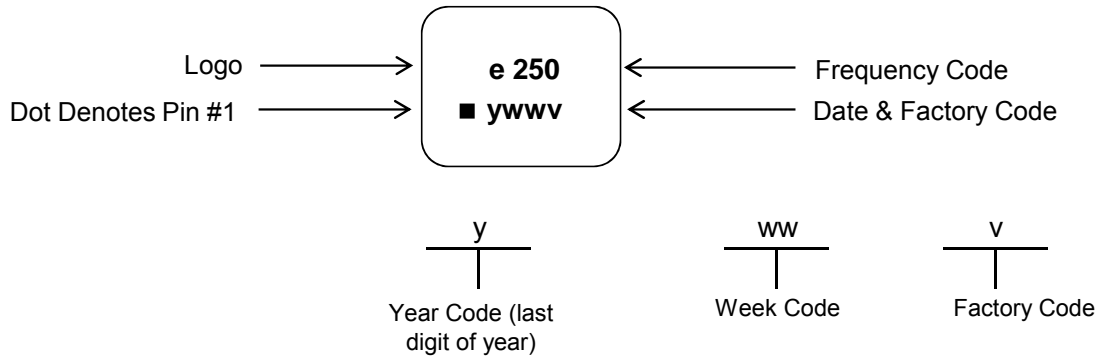 Logo
e 250
Frequency Code
Dot Denotes Pin #1
■ ywwv
Date & Factory Code
y
ww
v
Year Code (last
digit of year)
Week Code
Factory Code